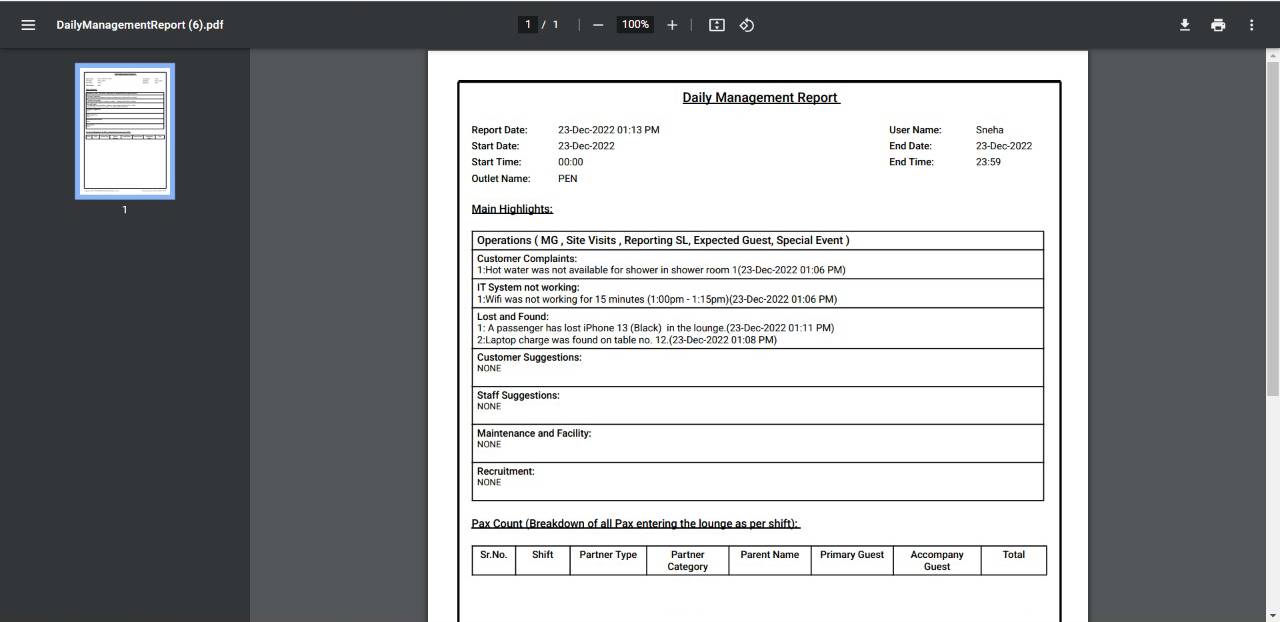 DailyManagementReport (6).pdf
1 / 1
100%
1
Daily Management Report
Report Date: 23-Dec-2022 01:13 PM User Name: Sneha
Start Date: 23-Dec-2022 End Date: 23-Dec-2022
Start Time: 00:00 End Time: 23:59
Outlet Name: PEN
Main Highlights:
Operations ( MG , Site Visits , Reporting SL, Expected Guest, Special Event )
Customer Complaints:
1:Hot water was not available for shower in shower room 1(23-Dec-2022 01:06 PM)
IT System not working:
1:Wifi was not working for 15 minutes (1:00pm - 1:15pm)(23-Dec-2022 01:06 PM)
Lost and Found:
1: A passenger has lost iPhone 13 (Black) in the lounge.(23-Dec-2022 01:11 PM)
2:Laptop charge was found on table no. 12.(23-Dec-2022 01:08 PM)
Customer Suggestions:
NONE
Staff Suggestions:
NONE
Maintenance and Facility:
NONE
Recruitment:
NONE
Pax Count (Breakdown of all Pax entering the lounge as per shift):
Sr.No. Shift Partner Type Partner Category Parent Name Primary Guest Accompany Guest Total